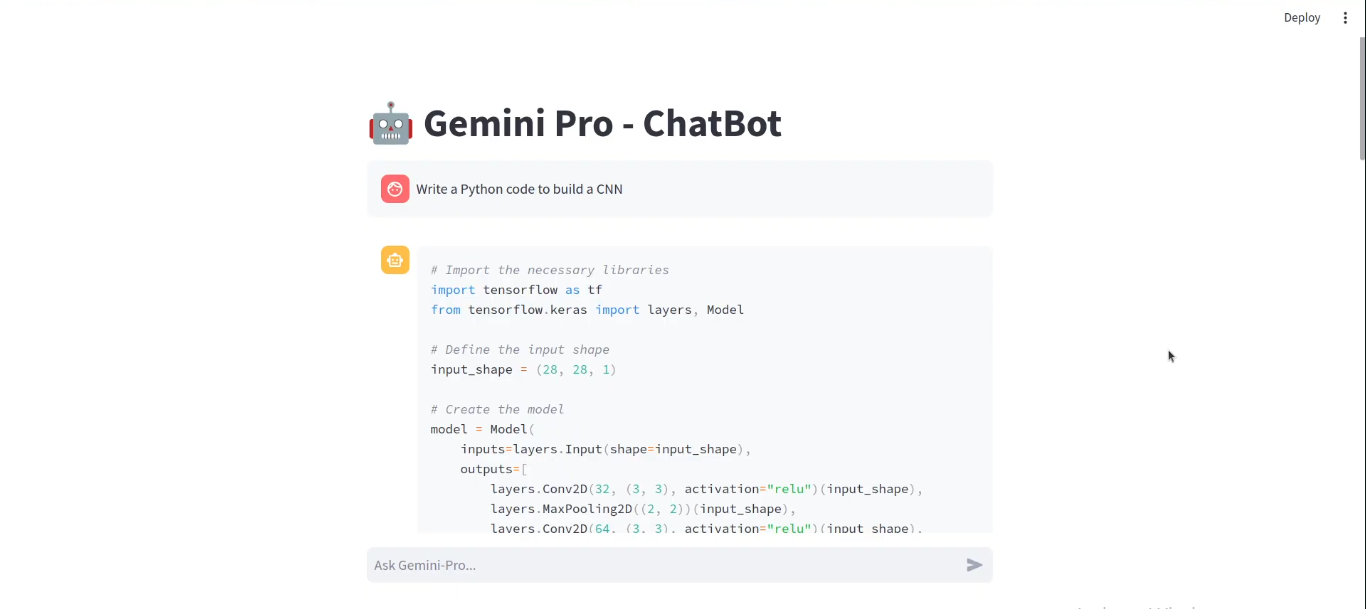 Deploy
Gemini Pro - ChatBot
Write a Python code to build a CNN
# Import the necessary libraries
import tensorflow as tf
from tensorflow.keras import layers, Model
# Define the input shape
input_shape = (28, 28, 1)
# Create the model
model = Model(
    inputs=layers.Input(shape=input_shape),
    outputs=[
        layers.Conv2D(32, (3, 3), activation="relu")(input_shape),
        layers.MaxPooling2D((2, 2))(input_shape),
        layers.Conv2D(64, (3, 3), activation="relu")(input_shape),
Ask Gemini-Pro...